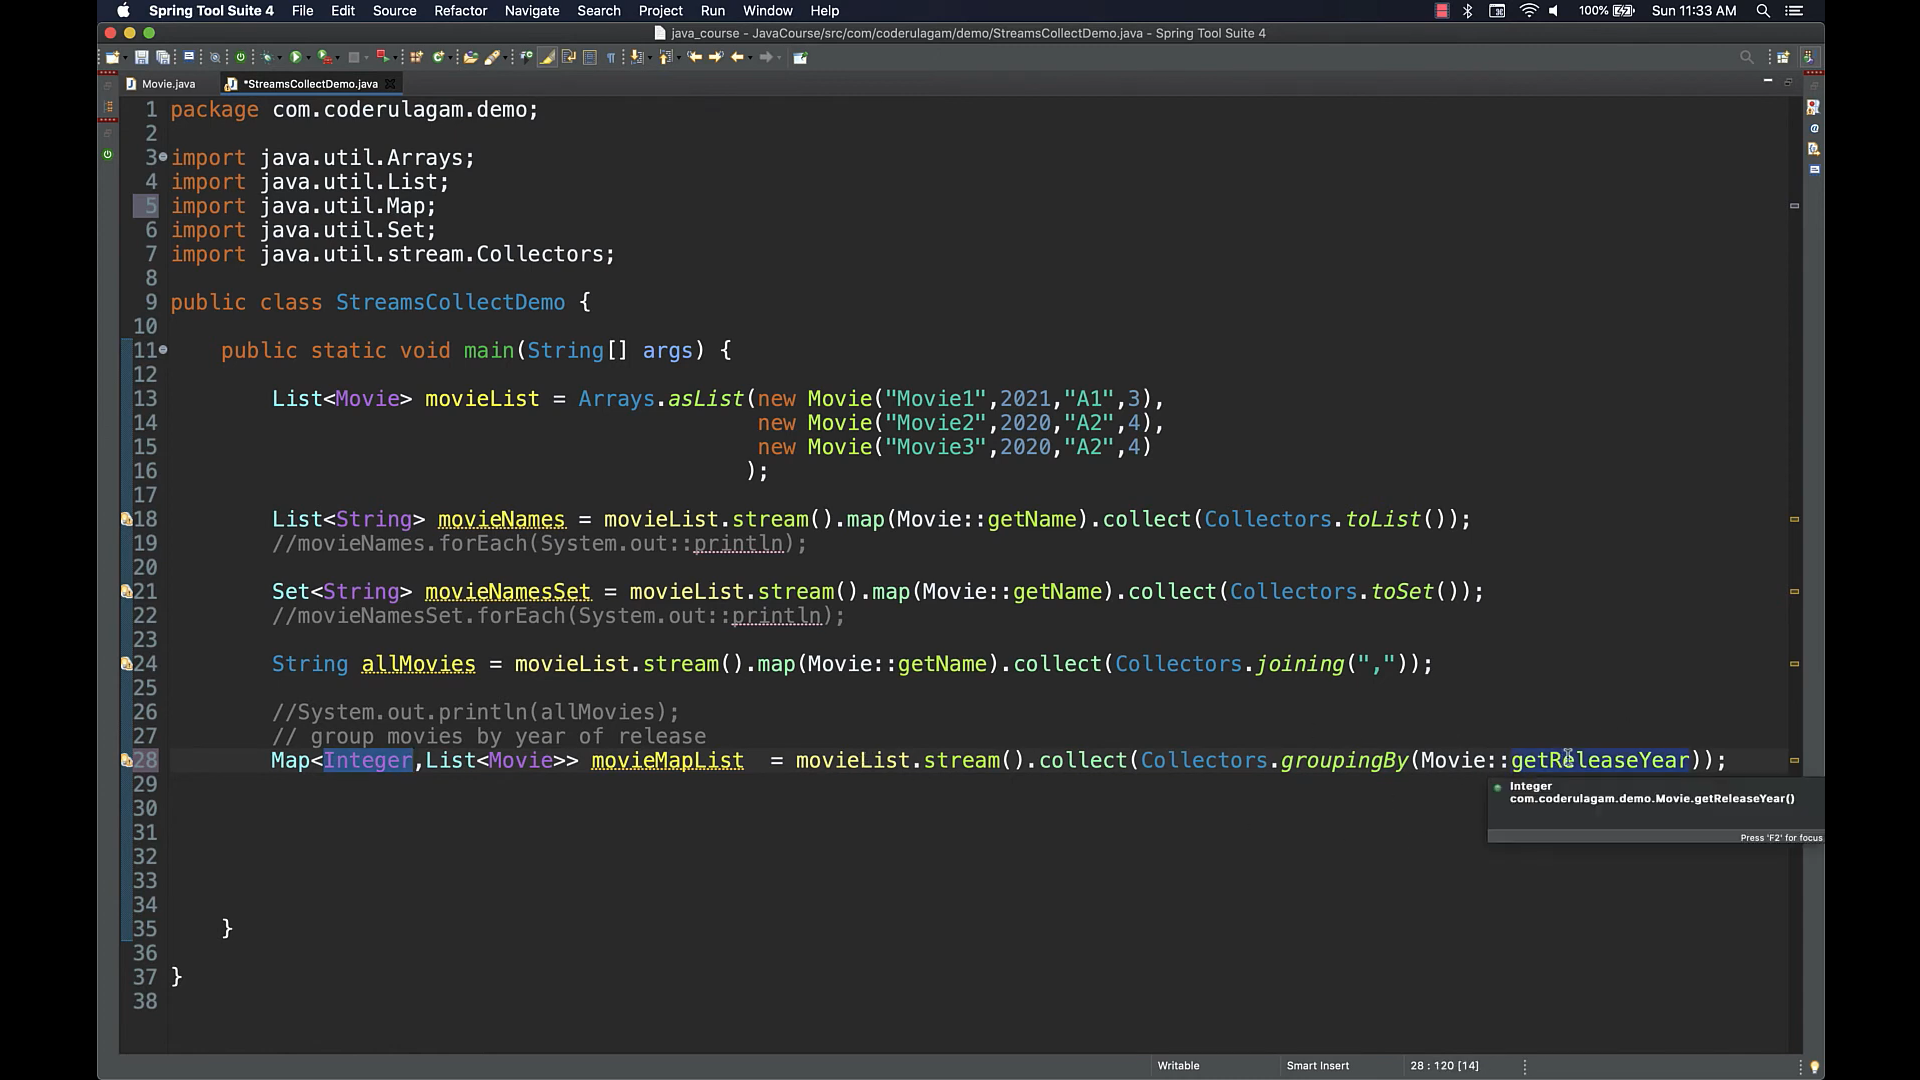 Spring Tool Suite 4 File Edit Source Refactor Navigate Search Project Run Window Help 100% Sun 11:33 AM
java_course - JavaCourse/src/com/coderulagam/demo/StreamsCollectDemo.java - Spring Tool Suite 4
Movie.java *StreamsCollectDemo.java
1 package com.coderulagam.demo;
2
3 import java.util.Arrays;
4 import java.util.List;
5 import java.util.Map;
6 import java.util.Set;
7 import java.util.stream.Collectors;
8
9 public class StreamsCollectDemo {
10
11 public static void main(String[] args) {
12
13 List<Movie> movieList = Arrays.asList(new Movie("Movie1",2021,"A1",3),
14 new Movie("Movie2",2020,"A2",4),
15 new Movie("Movie3",2020,"A2",4)
16 );
17
18 List<String> movieNames = movieList.stream().map(Movie::getName).collect(Collectors.toList());
19 //movieNames.forEach(System.out::println);
20
21 Set<String> movieNamesSet = movieList.stream().map(Movie::getName).collect(Collectors.toSet());
22 //movieNamesSet.forEach(System.out::println);
23
24 String allMovies = movieList.stream().map(Movie::getName).collect(Collectors.joining(","));
25
26 //System.out.println(allMovies);
27 // group movies by year of release
28 Map<Integer,List<Movie>> movieMapList = movieList.stream().collect(Collectors.groupingBy(Movie::getReleaseYear));
29
Integer
com.coderulagam.demo.Movie.getReleaseYear()
Press 'F2' for focus
30
31
32
33
34
35 }
36
37 }
38
Writable Smart Insert 28 : 120 [14]